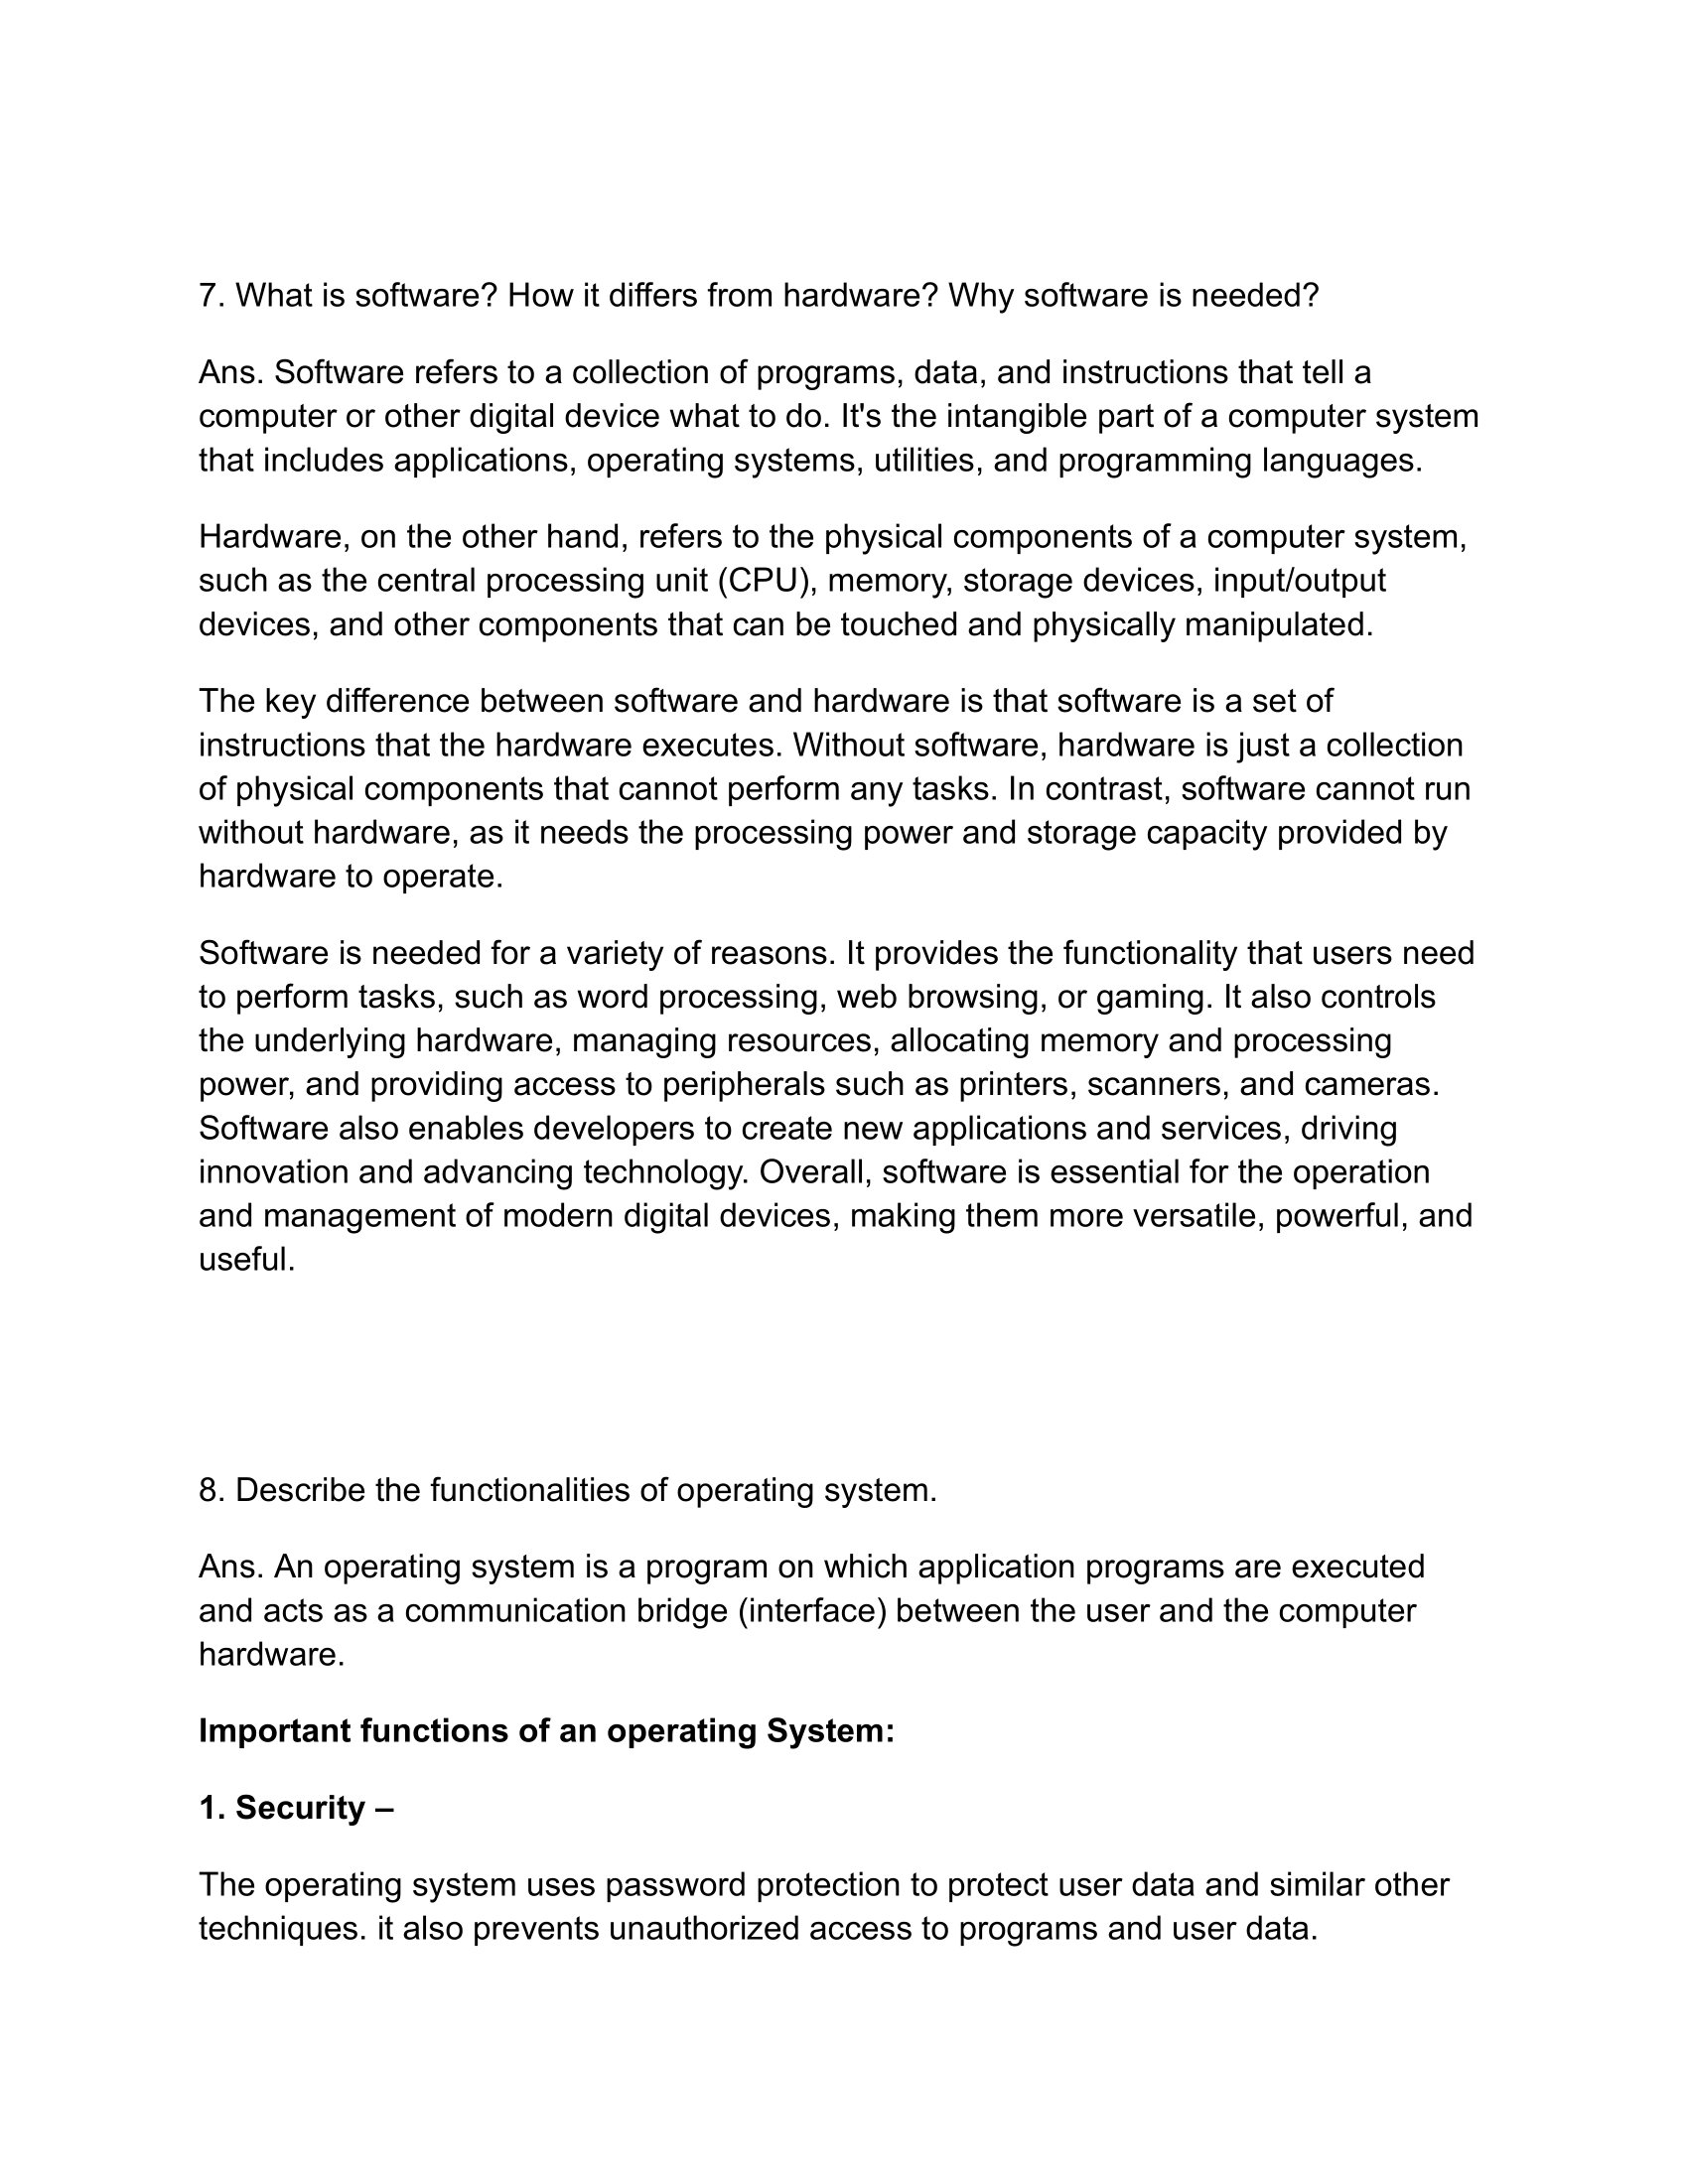 7. What is software? How it differs from hardware? Why software is needed?
Ans. Software refers to a collection of programs, data, and instructions that tell a
computer or other digital device what to do. It's the intangible part of a computer system
that includes applications, operating systems, utilities, and programming languages.
Hardware, on the other hand, refers to the physical components of a computer system,
such as the central processing unit (CPU), memory, storage devices, input/output
devices, and other components that can be touched and physically manipulated.
The key difference between software and hardware is that software is a set of
instructions that the hardware executes. Without software, hardware is just a collection
of physical components that cannot perform any tasks. In contrast, software cannot run
without hardware, as it needs the processing power and storage capacity provided by
hardware to operate.
Software is needed for a variety of reasons. It provides the functionality that users need
to perform tasks, such as word processing, web browsing, or gaming. It also controls
the underlying hardware, managing resources, allocating memory and processing
power, and providing access to peripherals such as printers, scanners, and cameras.
Software also enables developers to create new applications and services, driving
innovation and advancing technology. Overall, software is essential for the operation
and management of modern digital devices, making them more versatile, powerful, and
useful.
8. Describe the functionalities of operating system.
Ans. An operating system is a program on which application programs are executed
and acts as a communication bridge (interface) between the user and the computer
hardware.
Important functions of an operating System:
1. Security –
The operating system uses password protection to protect user data and similar other
techniques. it also prevents unauthorized access to programs and user data.